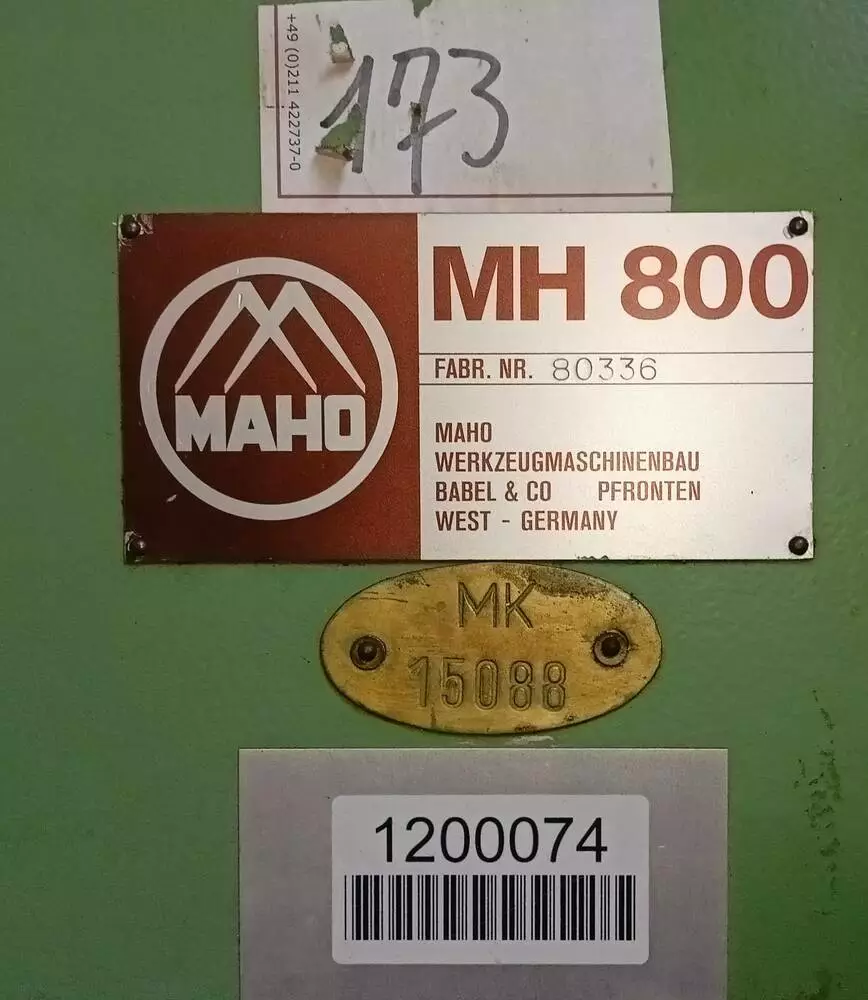 +49 (0)211 422737-0
173
MAHO
MH 800
FABR. NR. 80336
MAHO
WERKZEUGMASCHINENBAU
BABEL & CO PFRONTEN
WEST - GERMANY
MK
15088
1200074